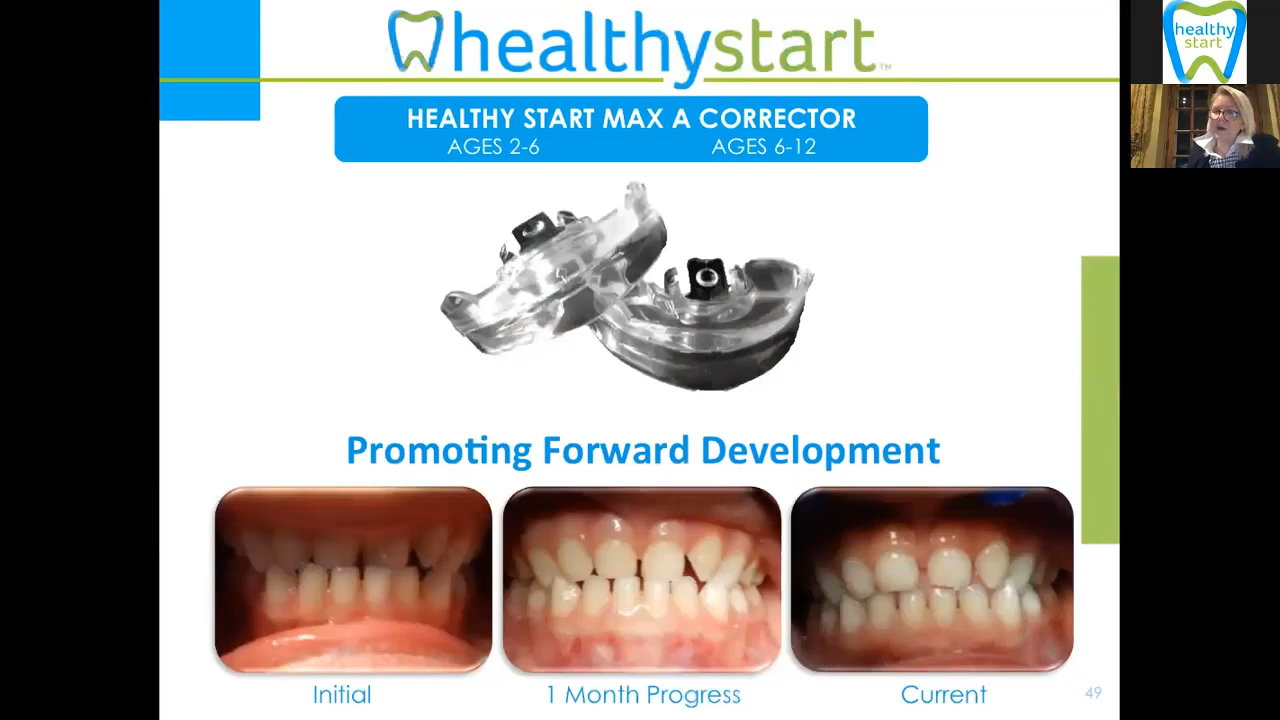 healthystart™
healthy
start
HEALTHY START MAX A CORRECTOR
AGES 2-6 AGES 6-12
Promoting Forward Development
Initial 1 Month Progress Current
49